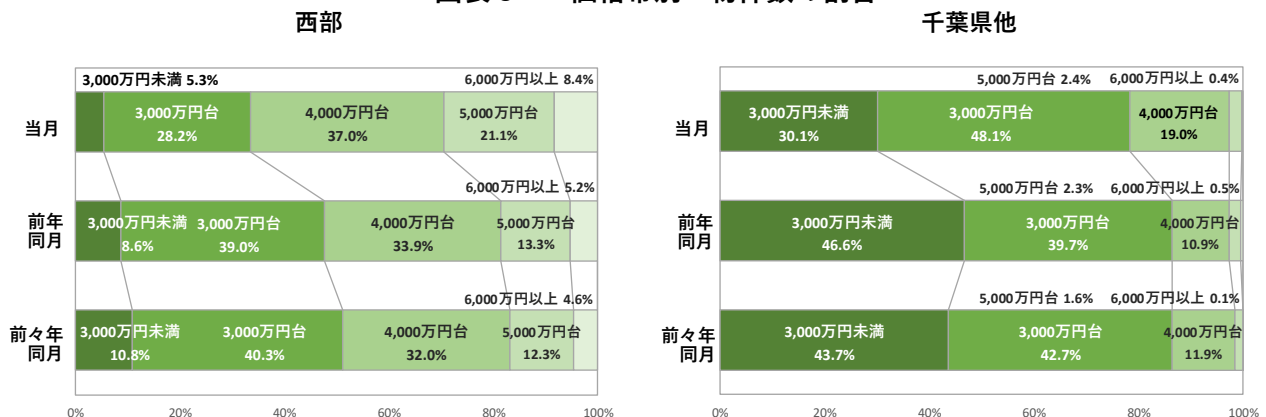 西部
3,000万円未満 5.3%
6,000万円以上 8.4%
当月
3,000万円台
28.2%
4,000万円台
37.0%
5,000万円台
21.1%
6,000万円以上 5.2%
前年
同月
3,000万円未満
8.6%
3,000万円台
39.0%
4,000万円台
33.9%
5,000万円台
13.3%
6,000万円以上 4.6%
前々年
同月
3,000万円未満
10.8%
3,000万円台
40.3%
4,000万円台
32.0%
5,000万円台
12.3%
0% 20% 40% 60% 80% 100%
千葉県他
5,000万円台 2.4%
6,000万円以上 0.4%
当月
3,000万円未満
30.1%
3,000万円台
48.1%
4,000万円台
19.0%
5,000万円台 2.3%
6,000万円以上 0.5%
前年
同月
3,000万円未満
46.6%
3,000万円台
39.7%
4,000万円台
10.9%
5,000万円台 1.6%
6,000万円以上 0.1%
前々年
同月
3,000万円未満
43.7%
3,000万円台
42.7%
4,000万円台
11.9%
0% 20% 40% 60% 80% 100%